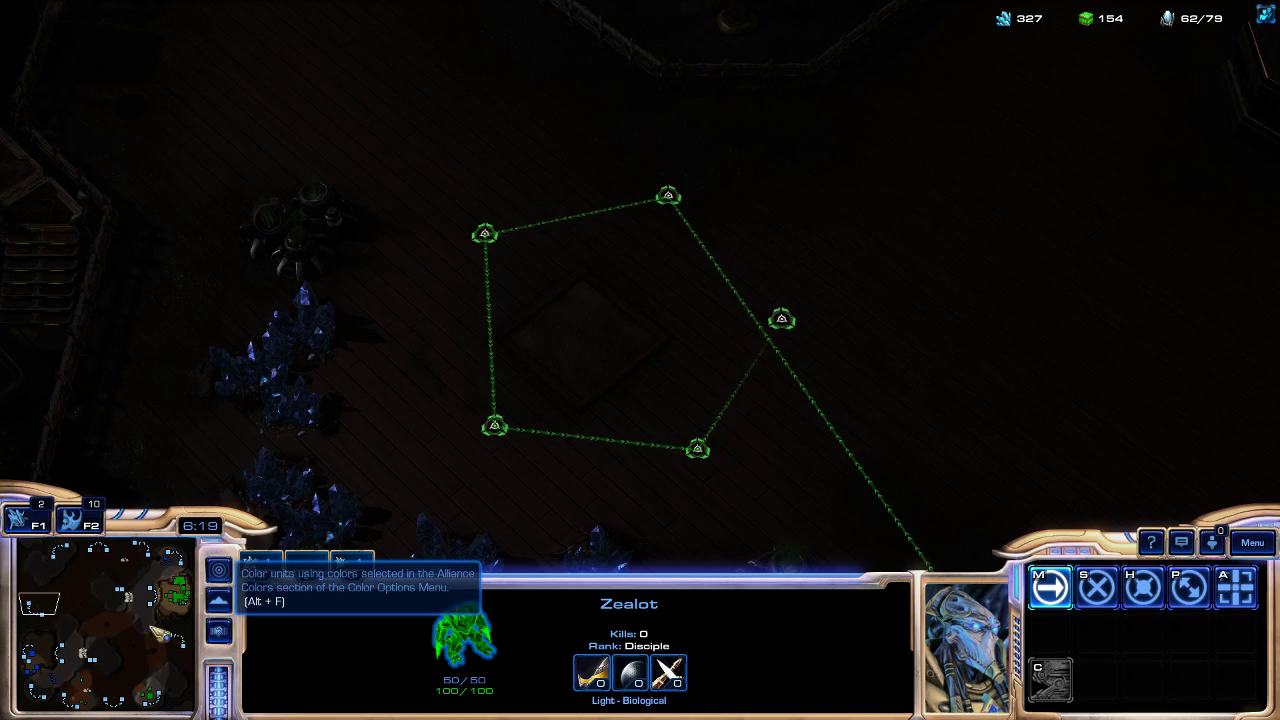 327 154 62/79
2 10
F1 F2
6:19
0
? Menu
Color units using colors selected in the Alliance
Colors section of the Color Options Menu.
(Alt + F)
Zealot
Kills: 0
Rank: Disciple
0 0 0
50/50
100/100
Light - Biological
M S H P A
C